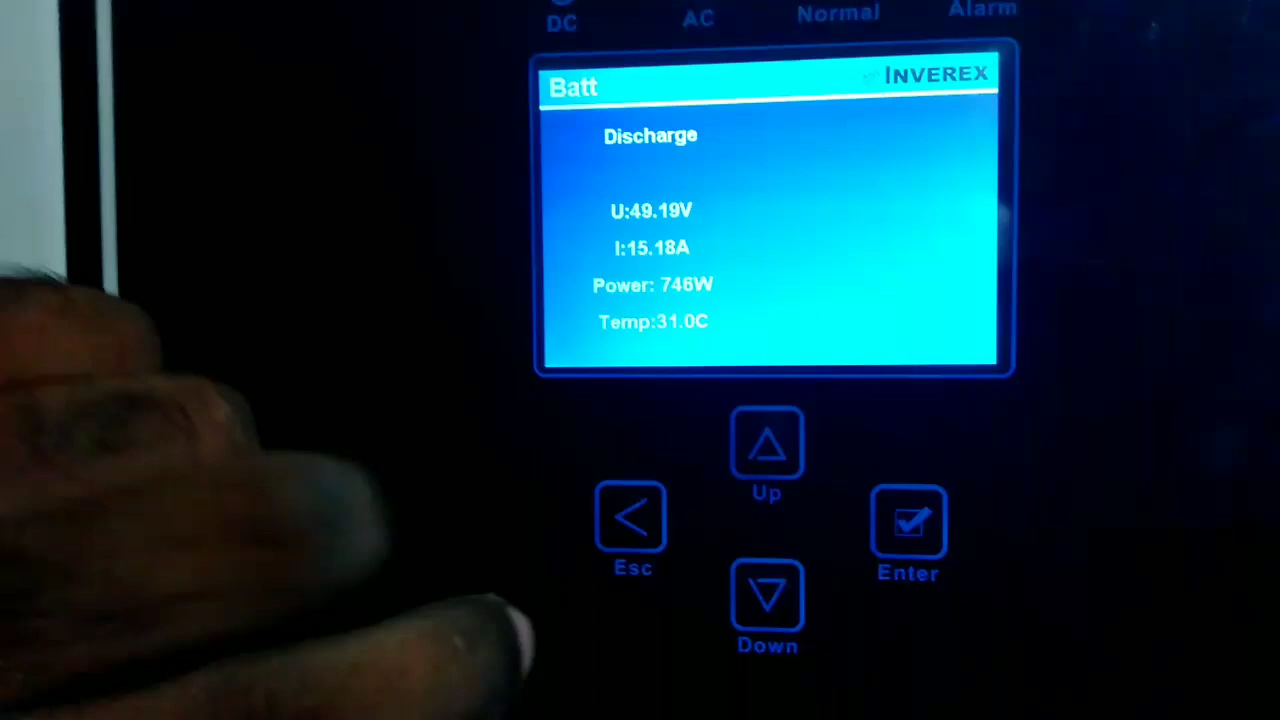 DC AC Normal Alarm
Batt INVEREX
Discharge
U:49.19V
I:15.18A
Power: 746W
Temp:31.0C
Up
Esc
Enter
Down